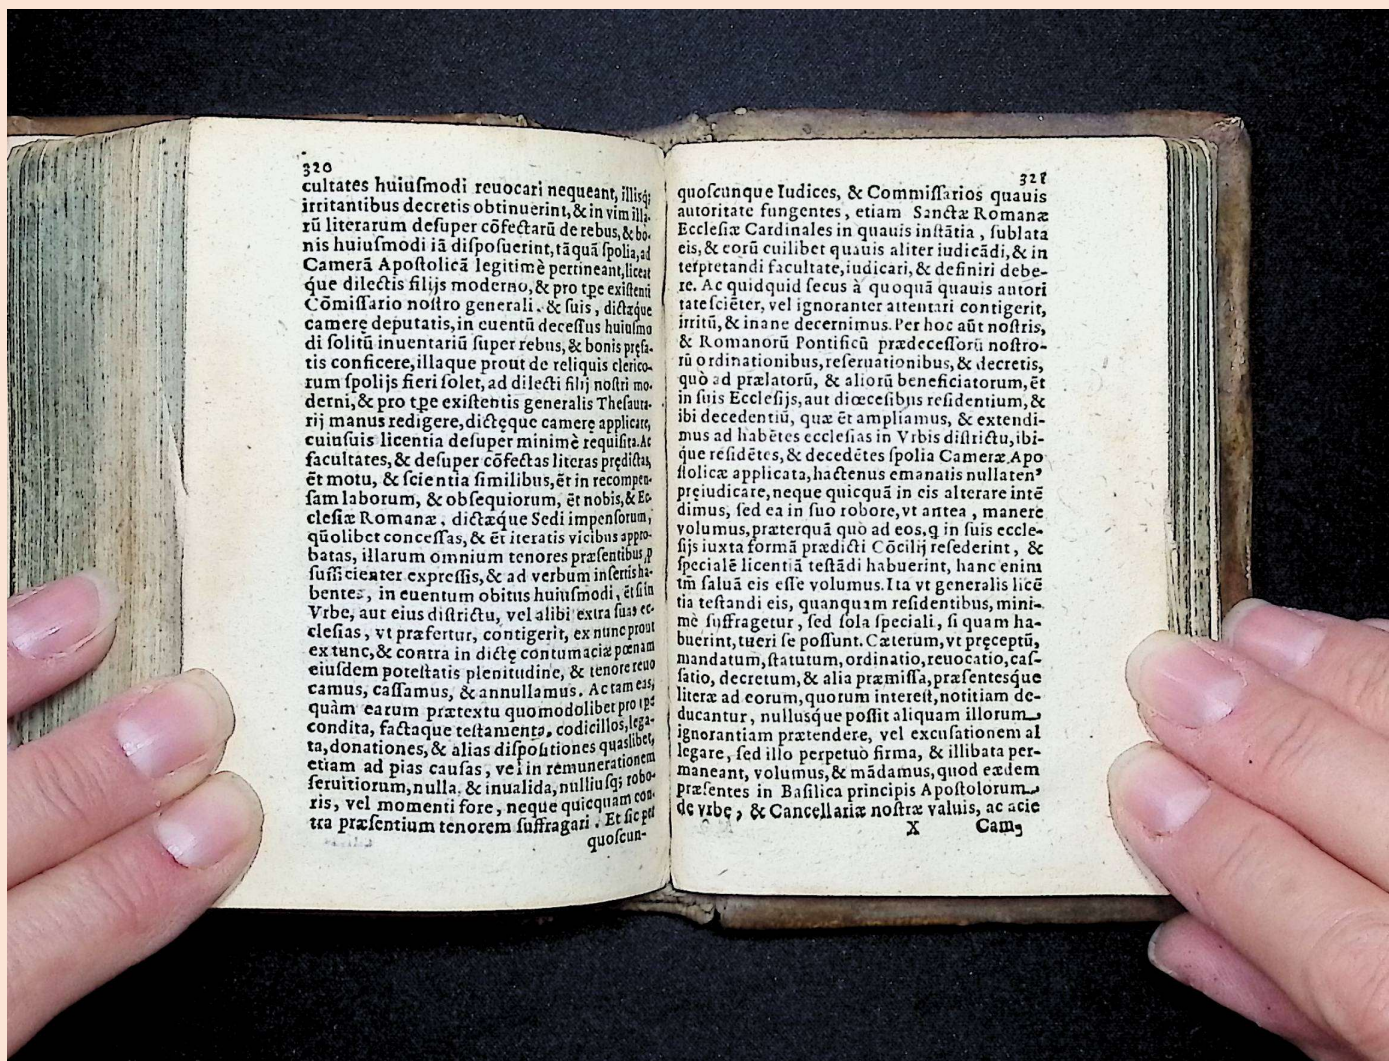 320
cultates huiuſmodi reuocari nequeant, illisq;
irritantibus decretis obtinuerint, & in vim illa-
rũ literarum deſuper cõfectarũ de rebus, & bo-
nis huiuſmodi iã diſpoſuerint, tãquã ſpolia, ad
Camerã Apoſtolicã legitimè pertineant, liceat
q́ue dilectis filijs moderno, & pro tp̃e exiſtenti
Cõmiſſario noſtro generali. & ſuis, dictæque
camerę deputatis, in euentũ deceſſus huiuſmo
di ſolitũ inuentariũ ſuper rebus, & bonis pręfa-
tis conficere, illaque prout de reliquis clerico-
rum ſpolijs fieri ſolet, ad dilecti filij noſtri mo-
derni, & pro tp̃e exiſtentis generalis Theſaura-
rij manus redigere, dictęque camerę applicare,
cuiuſuis licentia deſuper minimè requiſita. Ac
facultates, & deſuper cõfectas literas prędictas,
ẽt motu, & ſcientia ſimilibus, ẽt in recompen-
ſam laborum, & obſequiorum, ẽt nobis, & Ec-
cleſiæ Romanæ, dictæque Sedi impenſorum,
quolibet conceſſas, & ẽt iteratis vicibus appro-
batas, illarum omnium tenores præſentibus, ꝓ
ſufficienter expreſſis, & ad verbum inſertis ha-
bentes, in euentum obitus huiuſmodi, ẽt ſi in
Vrbe, aut eius diſtrictu, vel alibi extra ſuas ec-
cleſias, vt præfertur, contigerit, ex nunc prout
ex tunc, & contra in dictę contumaciæ pœnam
eiuſdem poteſtatis plenitudine, & tenore reuo
camus, caſſamus, & annullamus. Ac tam eas,
quàm earum prætextu quomodolibet pro tp̃e
condita, factaque teſtamenta, codicillos, lega-
ta, donationes, & alias diſpoſitiones quaslibet,
etiam ad pias cauſas, vel in remunerationem
ſeruitiorum, nulla, & inualida, nulliuſq; robo-
ris, vel momenti fore, neque quicquam con-
tra præſentium tenorem ſuffragari. Et ſic per
quoſcun-
321
quoſcunque Iudices, & Commiſſarios quauis
autoritate fungentes, etiam Sanctæ Romanæ
Eccleſiæ Cardinales in quauis inſtãtia, ſublata
eis, & eorũ cuilibet quauis aliter iudicãdi, & in
terpretandi facultate, iudicari, & definiri debe-
re. Ac quidquid ſecus à quoquã quauis autori
tate ſciẽter, vel ignoranter attentari contigerit,
irritũ, & inane decernimus. Per hoc aũt noſtris,
& Romanorũ Pontificũ prædeceſſorũ noſtro-
rũ ordinationibus, reſeruationibus, & decretis,
quò ad prælatorũ, & aliorũ beneficiatorum, ẽt
in ſuis Eccleſijs, aut diœceſibus reſidentium, &
ibi decedentiũ, quæ ẽt ampliamus, & extendi-
mus ad habẽtes eccleſias in Vrbis diſtrictu, ibi-
q́ue reſidẽtes, & decedẽtes ſpolia Cameræ Apo
ſtolicæ applicata, hactenus emanatis nullatenꝰ
pręiudicare, neque quicquã in eis alterare intẽ
dimus, ſed ea in ſuo robore, vt antea, manere
volumus, præterquã quò ad eos, q̃ in ſuis eccle-
ſijs iuxta formã prædicti Cõcilij reſederint, &
ſpecialẽ licentiã teſtãdi habuerint, hanc enim
tm̃ ſaluã eis eſſe volumus. Ita vt generalis licẽ
tia teſtandi eis, quanquam reſidentibus, mini-
mè ſuffragetur, ſed ſola ſpeciali, ſi quam ha-
buerint, tueri ſe poſſunt. Cæterum, vt pręceptũ,
mandatum, ſtatutum, ordinatio, reuocatio, caſ-
ſatio, decretum, & alia præmiſſa, præſentesq́ue
literæ ad eorum, quorum intereſt, notitiam de-
ducantur, nulluſq́ue poſſit aliquam illorum
ignorantiam prætendere, vel excuſationem al
legare, ſed illo perpetuò firma, & illibata per-
maneant, volumus, & mãdamus, quod eædem
præſentes in Baſilica principis Apoſtolorum
de vrbe, & Cancellariæ noſtræ valuis, ac acie
X Cam,